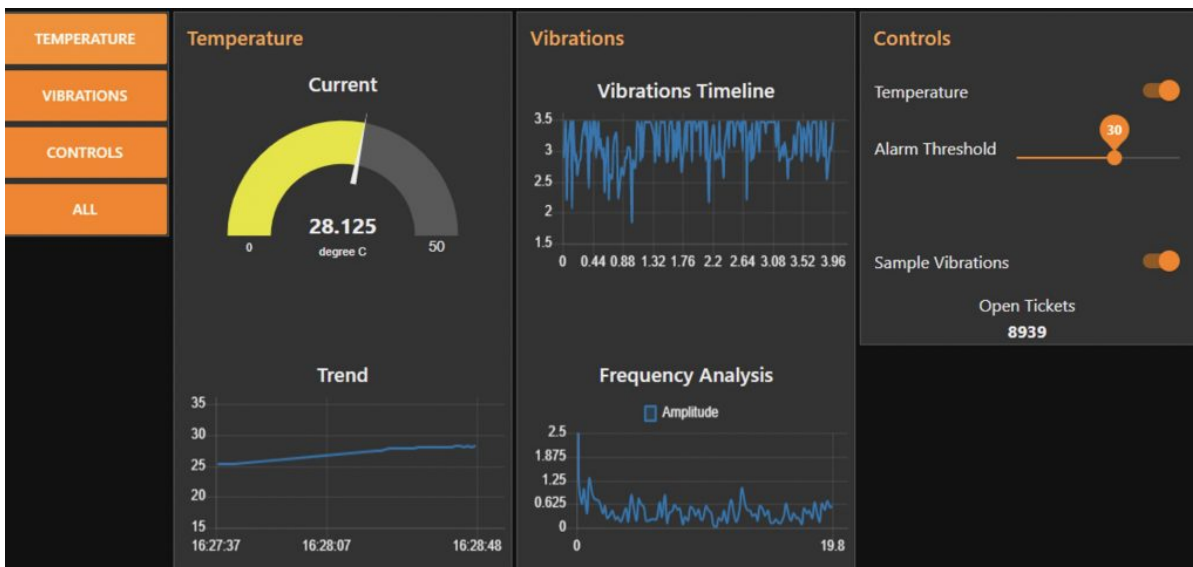 TEMPERATURE
VIBRATIONS
CONTROLS
ALL
Temperature
Current
28.125
degree C
0
50
Trend
35
30
25
20
15
16:27:37 16:28:07 16:28:48
Vibrations
Vibrations Timeline
3.5
3
2.5
2
1.5
0 0.44 0.88 1.32 1.76 2.2 2.64 3.08 3.52 3.96
Frequency Analysis
Amplitude
2.5
1.875
1.25
0.625
0
0 19.8
Controls
Temperature
30
Alarm Threshold
Sample Vibrations
Open Tickets
8939